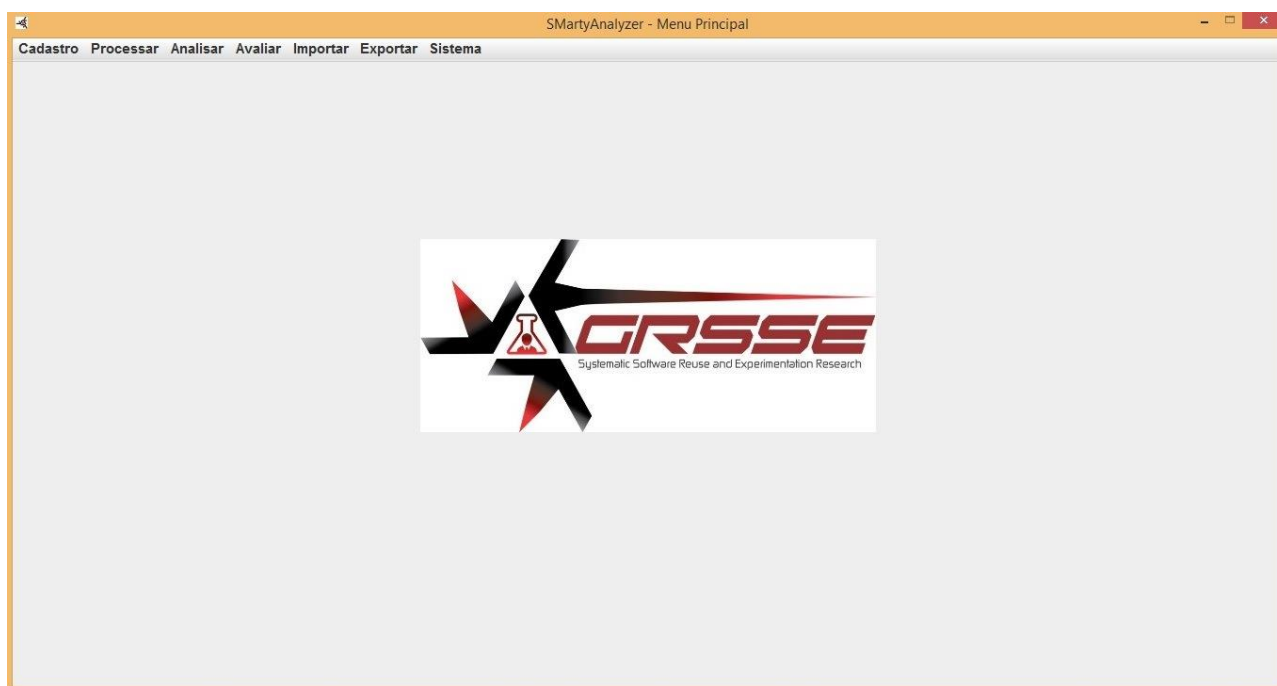 SMartyAnalyzer - Menu Principal
Cadastro Processar Analisar Avaliar Importar Exportar Sistema
GRSSE
Systematic Software Reuse and Experimentation Research